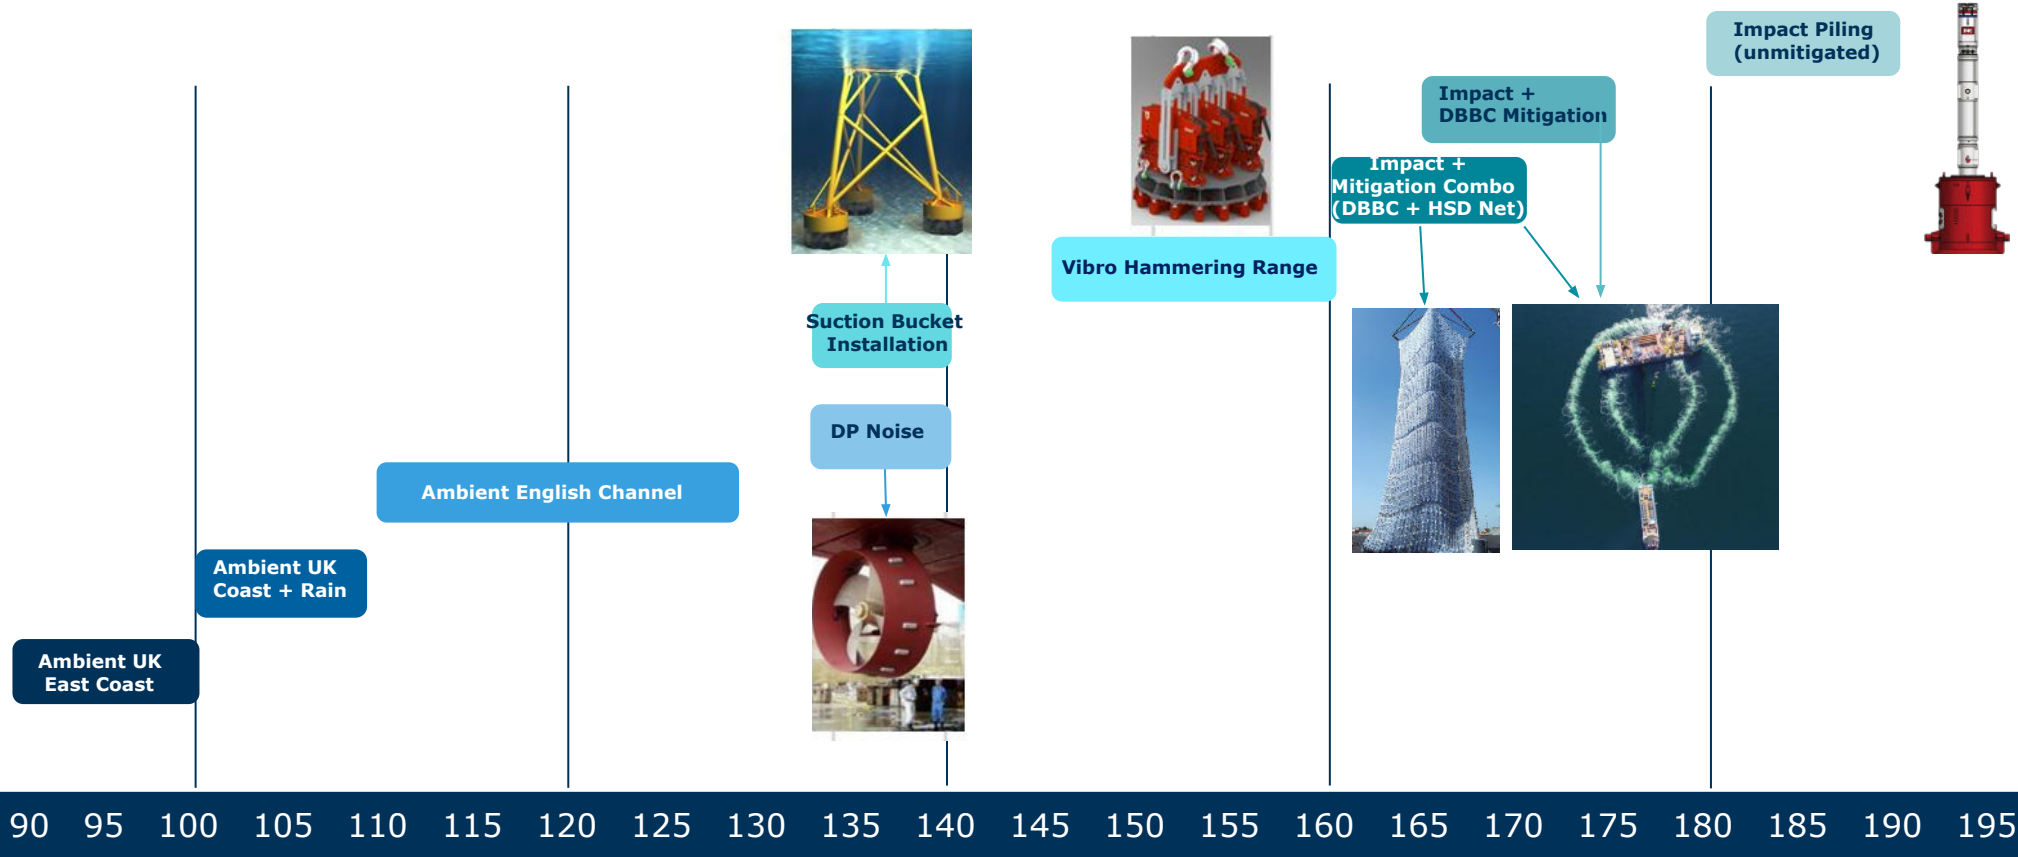 Impact Piling
(unmitigated)
Impact +
DBBC Mitigation
Impact +
Mitigation Combo
(DBBC + HSD Net)
Vibro Hammering Range
Suction Bucket
Installation
DP Noise
Ambient English Channel
Ambient UK
Coast + Rain
Ambient UK
East Coast
90 95 100 105 110 115 120 125 130 135 140 145 150 155 160 165 170 175 180 185 190 195